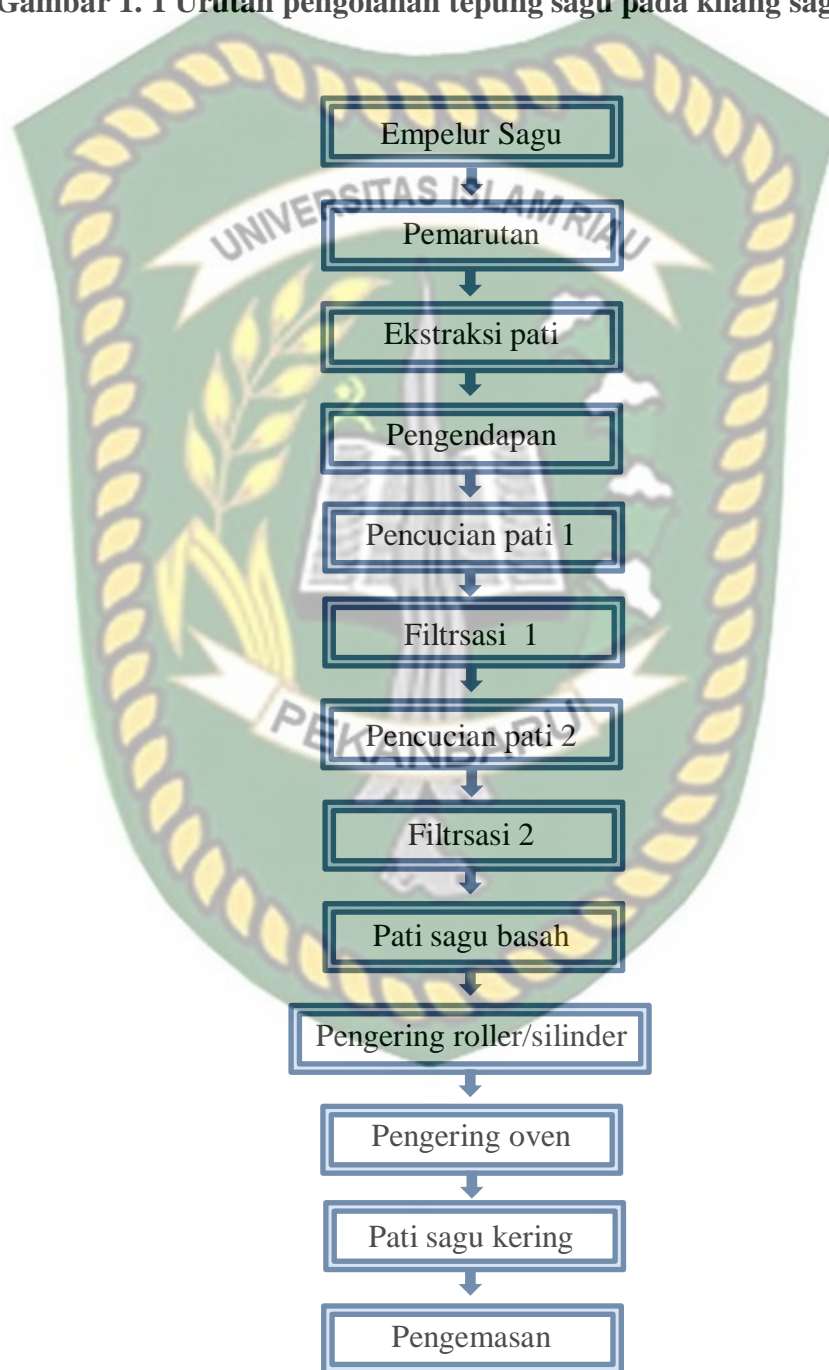 Gambar 1. 1 Urutan pengolahan tepung sagu pada kilang sagu
Empelur Sagu
UNIVERSITAS ISLAM RIAU
Pemarutan
Ekstraksi pati
Pengendapan
Pencucian pati 1
Filtrsasi 1
PEKANBARU
Pencucian pati 2
Filtrsasi 2
Pati sagu basah
Pengering roller/silinder
Pengering oven
Pati sagu kering
Pengemasan